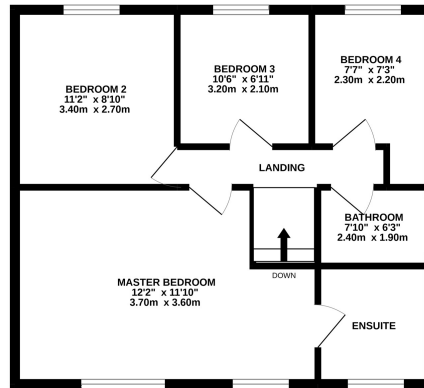 BEDROOM 2
11'2" x 8'10"
3.40m x 2.70m
BEDROOM 3
10'6" x 6'11"
3.20m x 2.10m
BEDROOM 4
7'7" x 7'3"
2.30m x 2.20m
LANDING
BATHROOM
7'10" x 6'3"
2.40m x 1.90m
DOWN
MASTER BEDROOM
12'2" x 11'10"
3.70m x 3.60m
ENSUITE